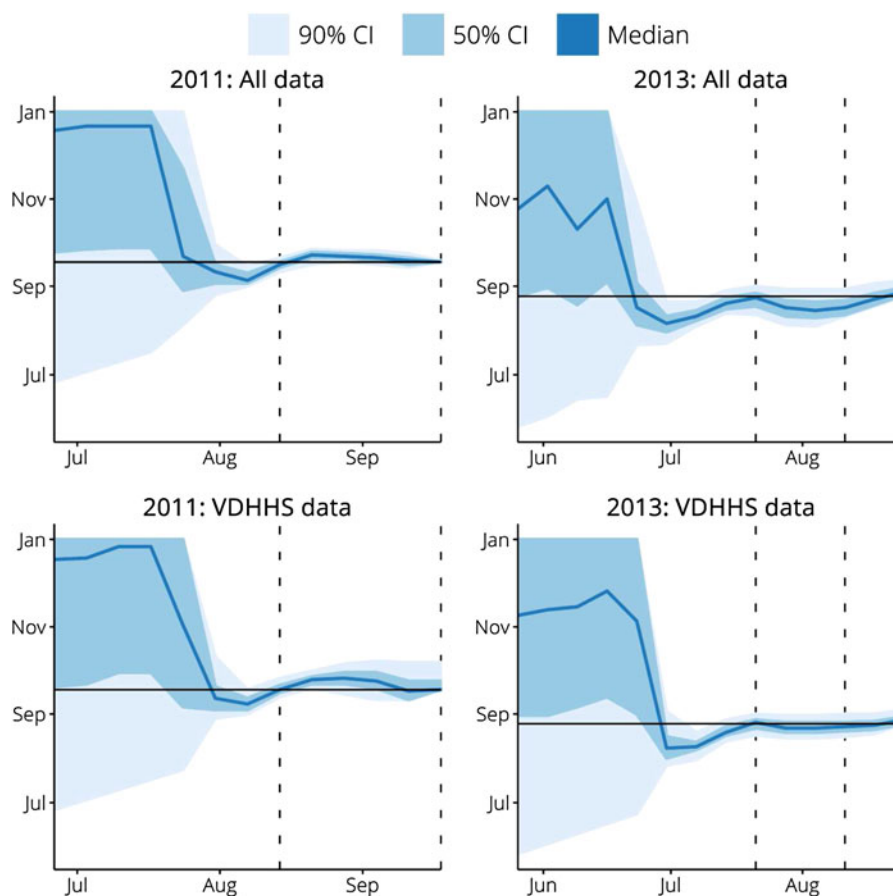 90% CI 50% CI Median
2011: All data 2013: All data
Jan
Nov
Sep
Jul
Jul Aug Sep
Jan
Nov
Sep
Jul
Jun Jul Aug
2011: VDHHS data 2013: VDHHS data
Jan
Nov
Sep
Jul
Jul Aug Sep
Jan
Nov
Sep
Jul
Jun Jul Aug